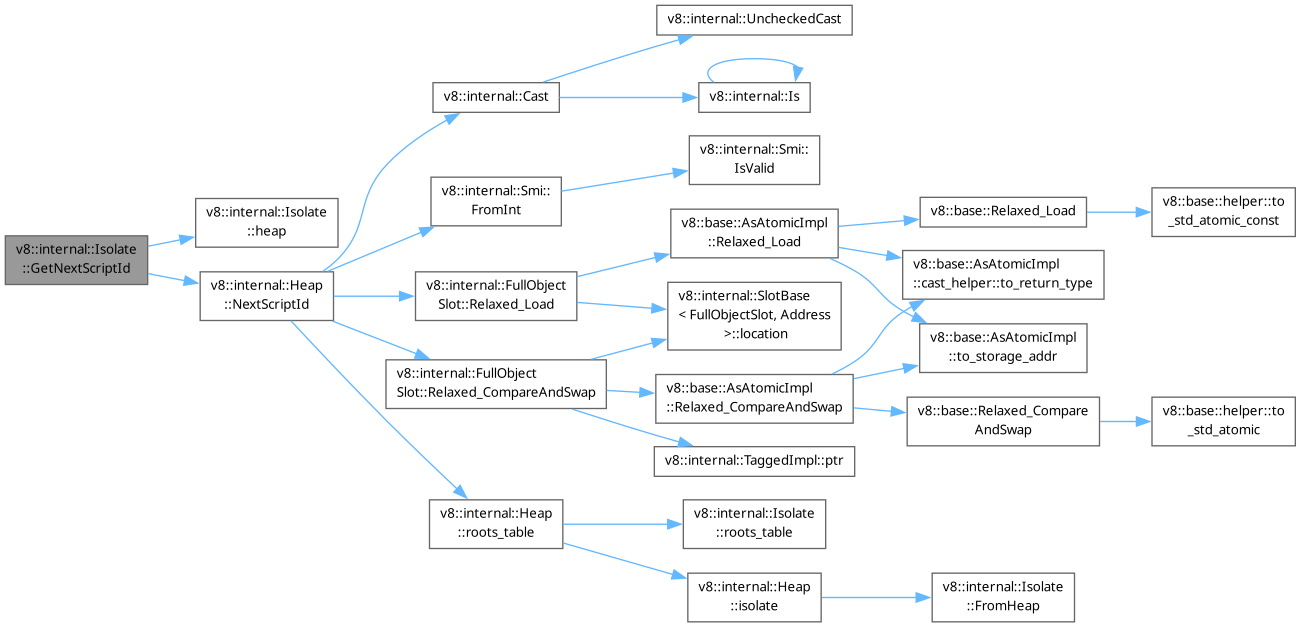 v8::internal::Isolate
::GetNextScriptId
v8::internal::Isolate
::heap
v8::internal::Heap
::NextScriptId
v8::internal::Cast
v8::internal::UncheckedCast
v8::internal::Is
v8::internal::Smi::
FromInt
v8::internal::Smi::
IsValid
v8::internal::FullObject
Slot::Relaxed_Load
v8::base::AsAtomicImpl
::Relaxed_Load
v8::base::Relaxed_Load
v8::base::helper::to
_std_atomic_const
v8::base::AsAtomicImpl
::cast_helper::to_return_type
v8::base::AsAtomicImpl
::to_storage_addr
v8::internal::SlotBase
< FullObjectSlot, Address
>::location
v8::internal::FullObject
Slot::Relaxed_CompareAndSwap
v8::base::AsAtomicImpl
::Relaxed_CompareAndSwap
v8::base::Relaxed_Compare
AndSwap
v8::base::helper::to
_std_atomic
v8::internal::TaggedImpl::ptr
v8::internal::Heap
::roots_table
v8::internal::Isolate
::roots_table
v8::internal::Heap
::isolate
v8::internal::Isolate
::FromHeap